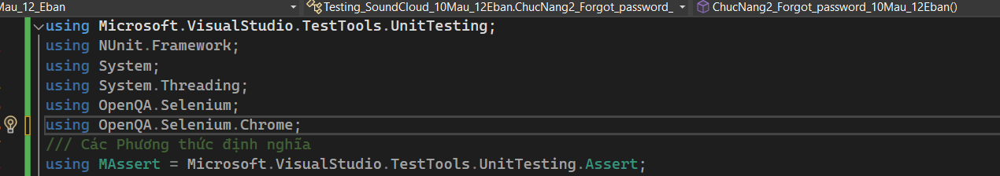 Mau_12_Eban
Testing_SoundCloud_10Mau_12Eban.ChucNang2_Forgot_password_
ChucNang2_Forgot_password_10Mau_12Eban()
using Microsoft.VisualStudio.TestTools.UnitTesting;
using NUnit.Framework;
using System;
using System.Threading;
using OpenQA.Selenium;
using OpenQA.Selenium.Chrome;
/// Các Phương thức định nghĩa
using MAssert = Microsoft.VisualStudio.TestTools.UnitTesting.Assert;